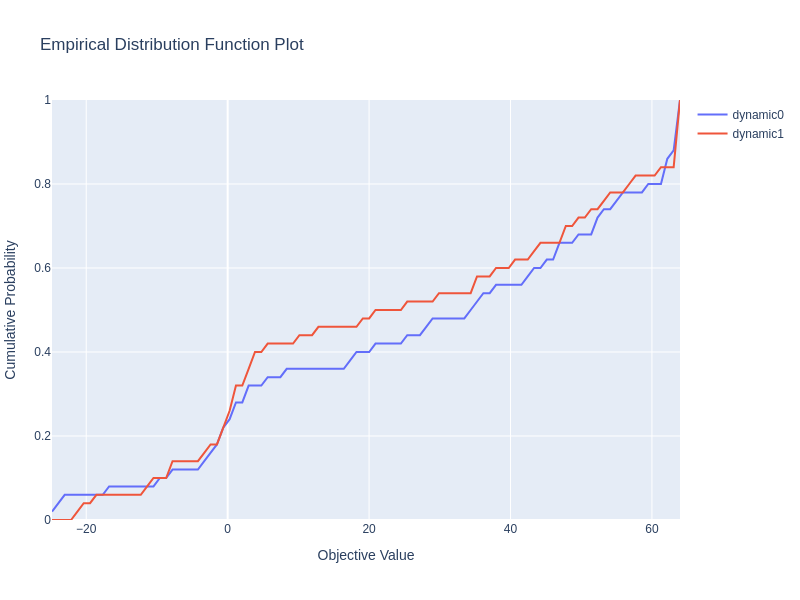 Empirical Distribution Function Plot
dynamic0
dynamic1
Cumulative Probability
1
0.8
0.6
0.4
0.2
0
−20
0
20
40
60
Objective Value